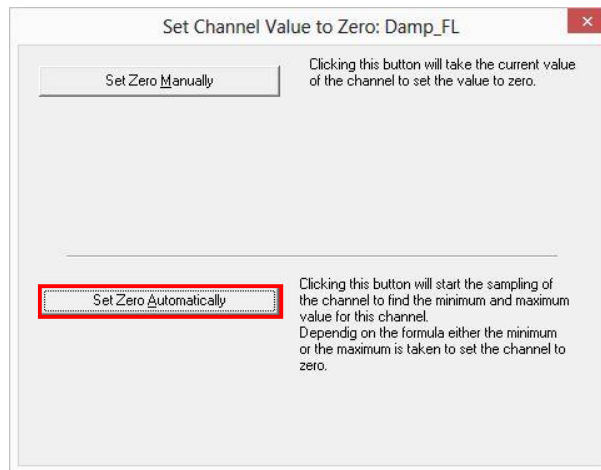 Set Channel Value to Zero: Damp_FL
Set Zero Manually
Clicking this button will take the current value
of the channel to set the value to zero.
Set Zero Automatically
Clicking this button will start the sampling of
the channel to find the minimum and maximum
value for this channel.
Dependig on the formula either the minimum
or the maximum is taken to set the channel to
zero.